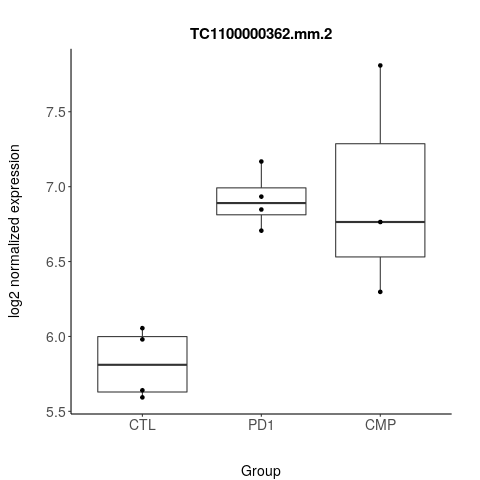 TC1100000362.mm.2
log2 normalized expression
7.5
7.0
6.5
6.0
5.5
CTL
PD1
CMP
Group